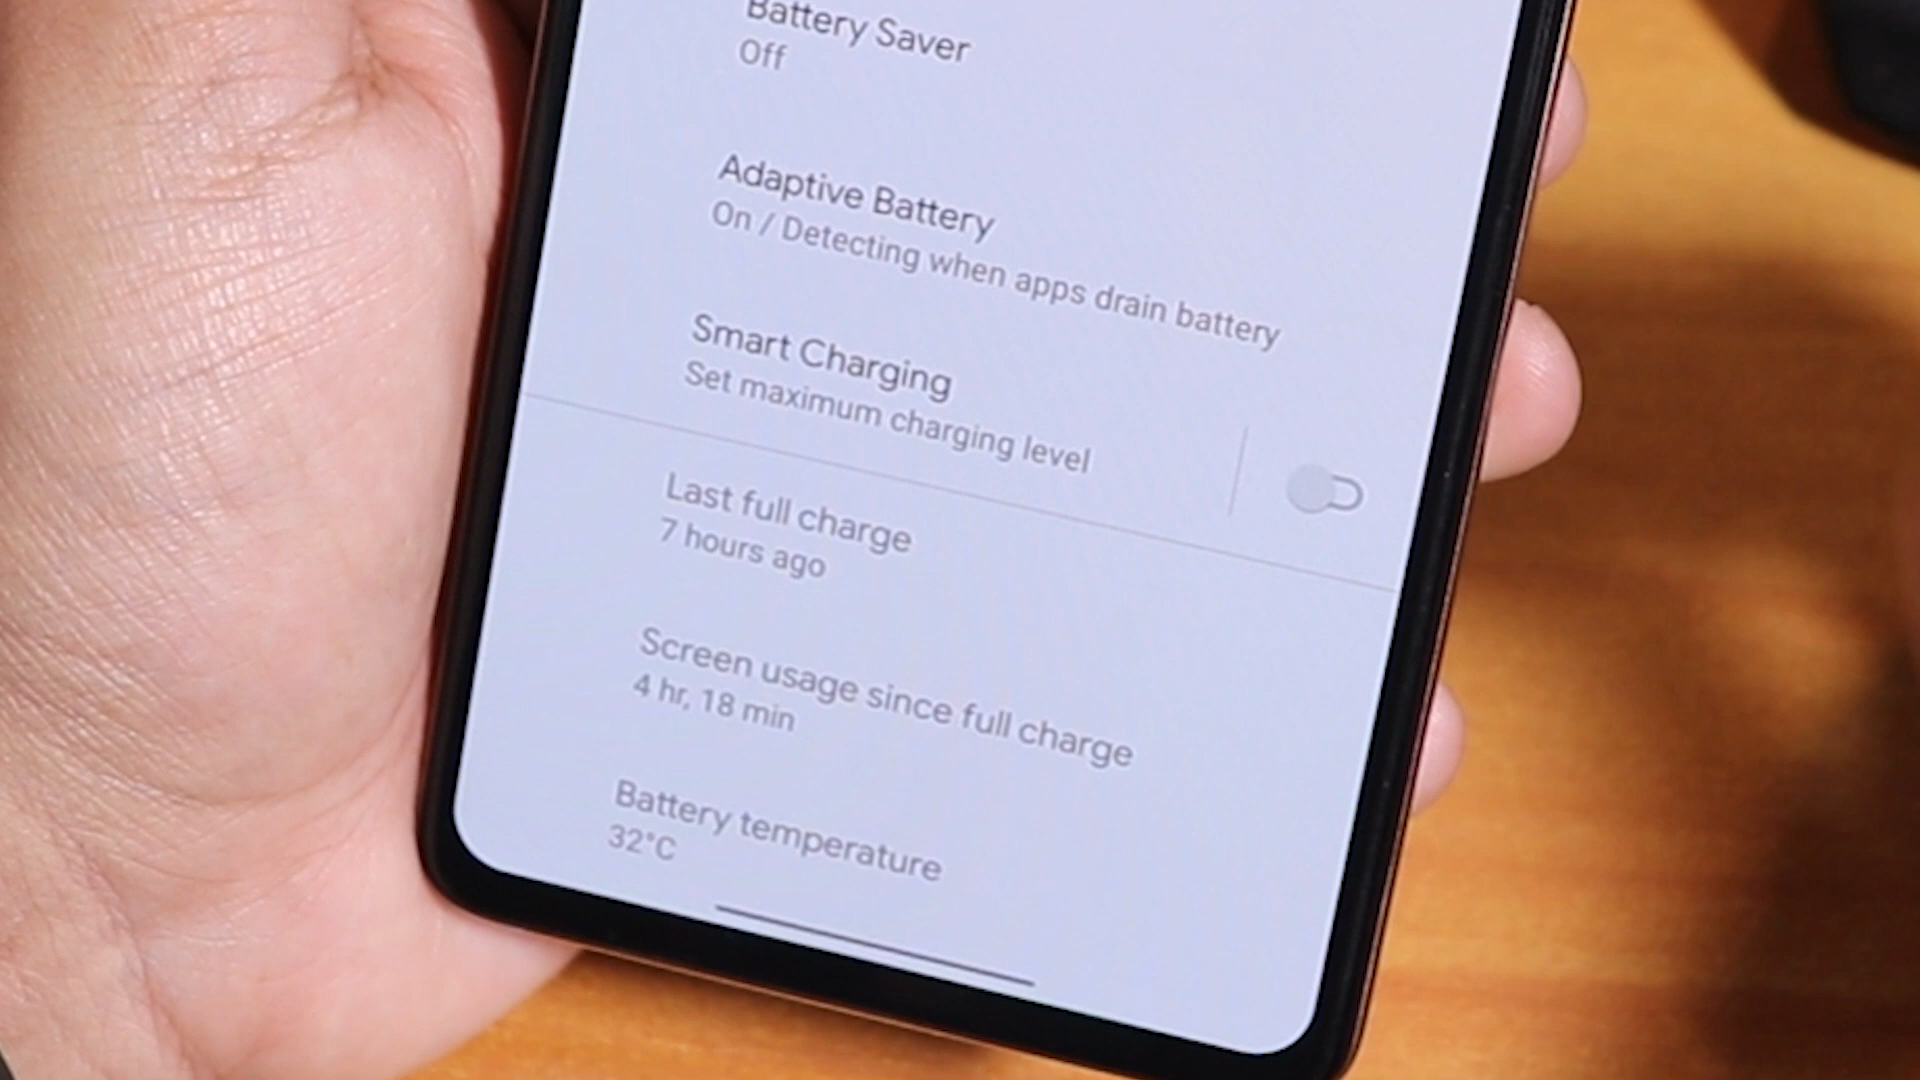 Battery Saver
Off
Adaptive Battery
On / Detecting when apps drain battery
Smart Charging
Set maximum charging level
Last full charge
7 hours ago
Screen usage since full charge
4 hr, 18 min
Battery temperature
32°C